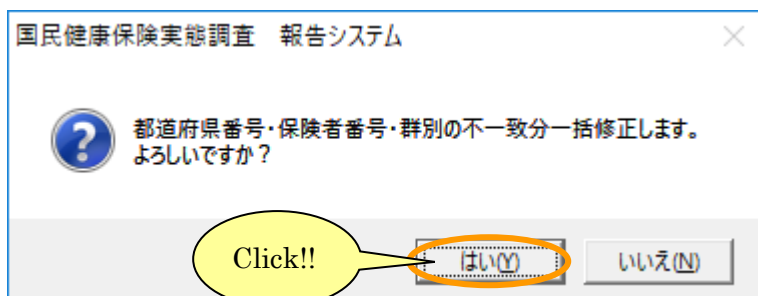 国民健康保険実態調査　報告システム
都道府県番号・保険者番号・群別の不一致分一括修正します。
よろしいですか？
Click!!
はい(Y)
いいえ(N)